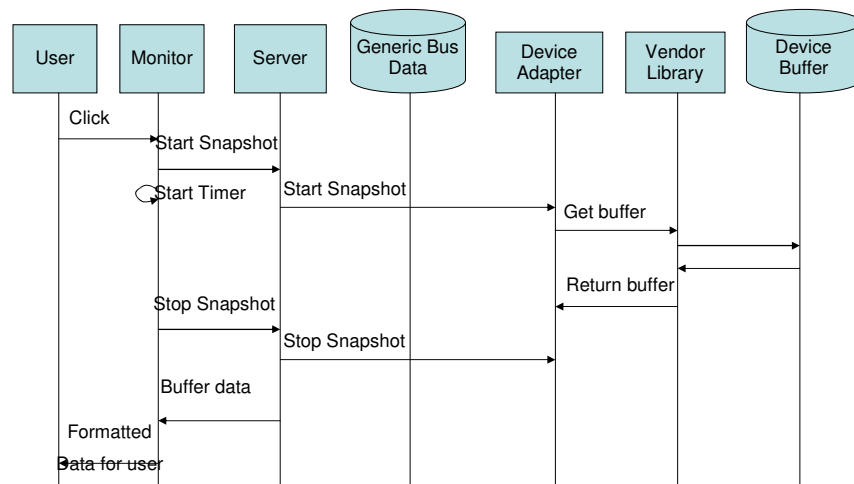 User
Monitor
Server
Generic Bus
Data
Device
Adapter
Vendor
Library
Device
Buffer
Click
Start Snapshot
Start Timer
Start Snapshot
Get buffer
Return buffer
Stop Snapshot
Stop Snapshot
Buffer data
Formatted
Data for user